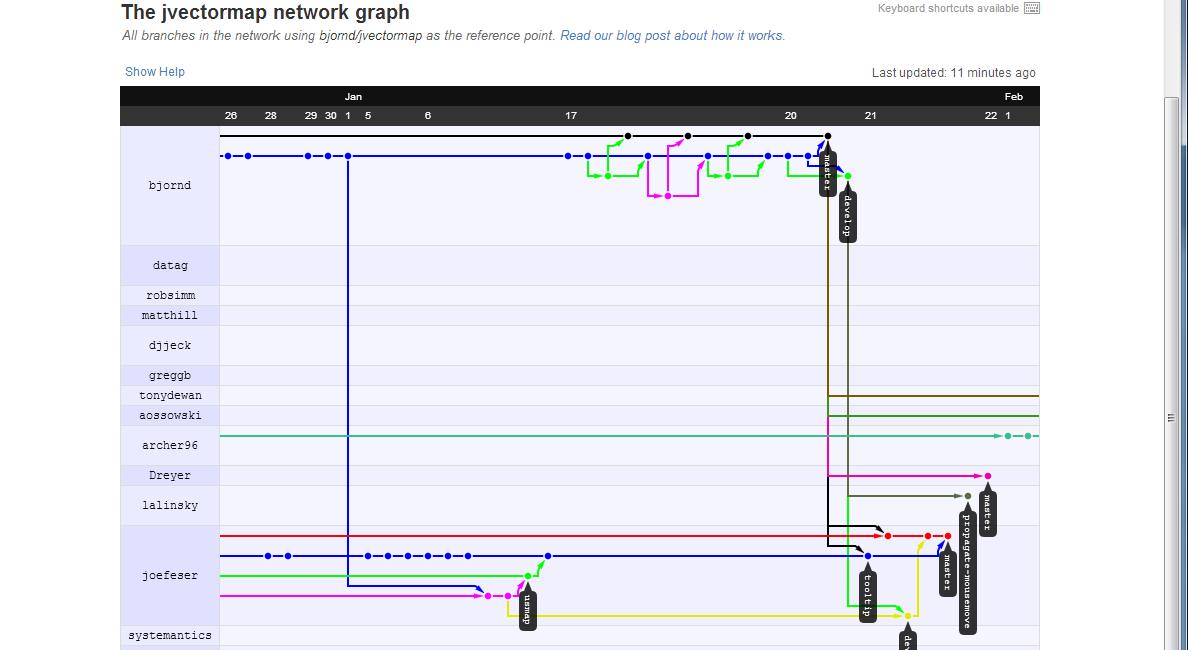 The jvectormap network graph
Keyboard shortcuts available
All branches in the network using bjornd/jvectormap as the reference point. Read our blog post about how it works.
Show Help
Last updated: 11 minutes ago
Jan Feb
26 28 29 30 1 5 6 17 20 21 22 1
bjornd
master
develop
datag
robsimm
matthill
djjeck
greggb
tonydewan
aossowski
archer96
Dreyer
master
lalinsky
propagate-mousemove
joefeser
usmap
tooltip
master
systemantics